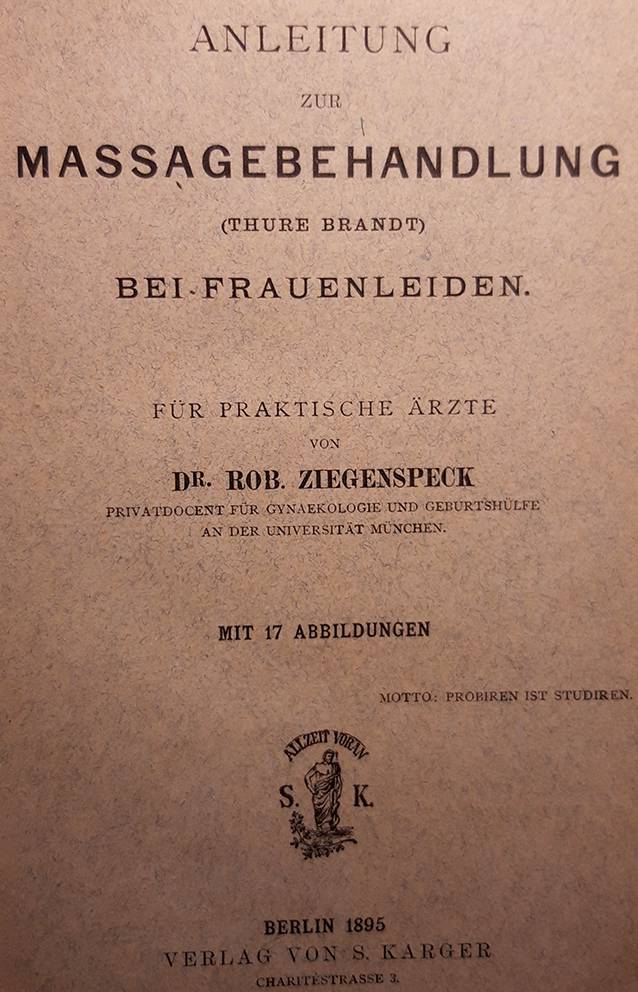 ANLEITUNG
ZUR
MASSAGEBEHANDLUNG
(THURE BRANDT)
BEI FRAUENLEIDEN.
FÜR PRAKTISCHE ÄRZTE
VON
DR. ROB. ZIEGENSPECK
PRIVATDOCENT FÜR GYNAEKOLOGIE UND GEBURTSHÜLFE
AN DER UNIVERSITÄT MÜNCHEN.
MIT 17 ABBILDUNGEN
MOTTO: PROBIREN IST STUDIREN.
ALLZEIT VORAN
S. K.
BERLIN 1895
VERLAG VON S. KARGER
CHARITÉSTRASSE 3.